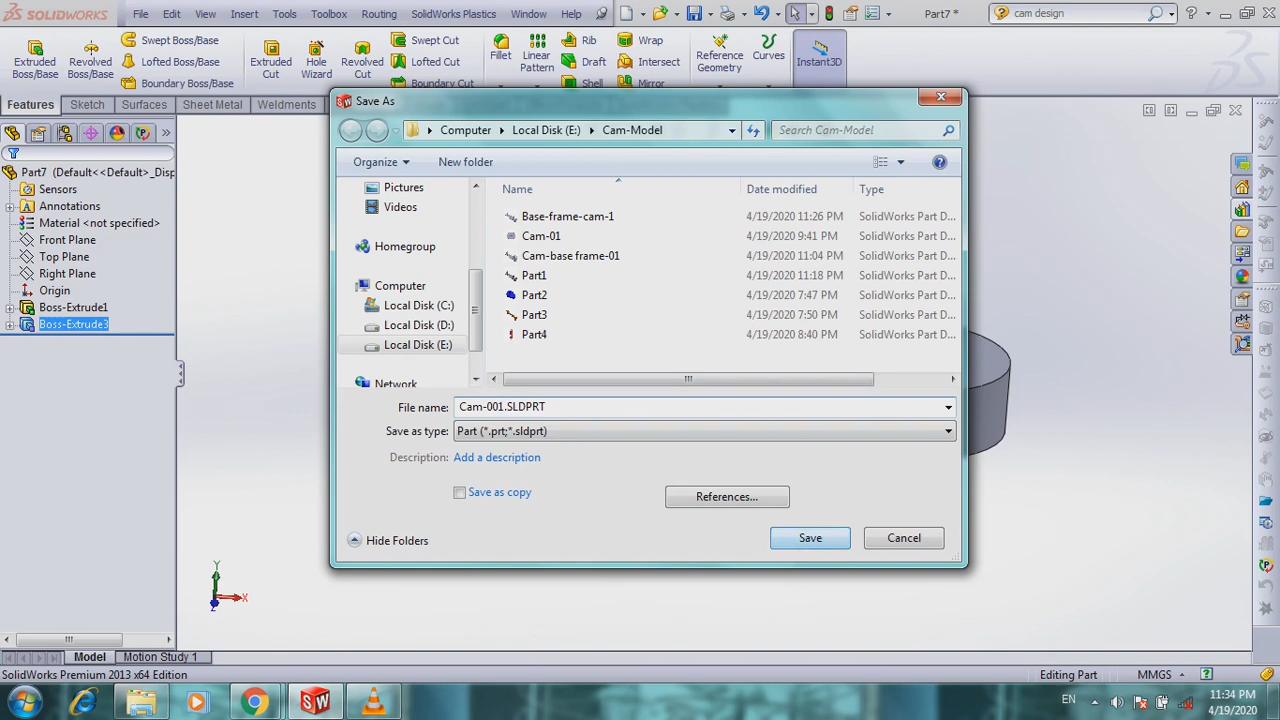 SOLIDWORKS File Edit View Insert Tools Toolbox Routing SolidWorks Plastics Window Help Part7 * cam design
Extruded Boss/Base
Revolved Boss/Base
Swept Boss/Base
Lofted Boss/Base
Boundary Boss/Base
Extruded Cut
Hole Wizard
Revolved Cut
Swept Cut
Lofted Cut
Boundary Cut
Fillet
Linear Pattern
Rib
Draft
Shell
Wrap
Intersect
Mirror
Reference Geometry
Curves
Instant3D
Features Sketch Surfaces Sheet Metal Weldments
Part7 (Default<<Default>_Disp
Sensors
Annotations
Material <not specified>
Front Plane
Top Plane
Right Plane
Origin
Boss-Extrude1
Boss-Extrude3
Save As
Computer Local Disk (E:) Cam-Model Search Cam-Model
Organize New folder
Pictures
Videos
Homegroup
Computer
Local Disk (C:)
Local Disk (D:)
Local Disk (E:)
Network
Name Date modified Type
Base-frame-cam-1 4/19/2020 11:26 PM SolidWorks Part D...
Cam-01 4/19/2020 9:41 PM SolidWorks Part D...
Cam-base frame-01 4/19/2020 11:04 PM SolidWorks Part D...
Part1 4/19/2020 11:18 PM SolidWorks Part D...
Part2 4/19/2020 7:47 PM SolidWorks Part D...
Part3 4/19/2020 7:50 PM SolidWorks Part D...
Part4 4/19/2020 8:40 PM SolidWorks Part D...
File name: Cam-001.SLDPRT
Save as type: Part (*.prt;*.sldprt)
Description: Add a description
Save as copy
References...
Hide Folders
Save Cancel
Y
X
Z
Model Motion Study 1
SolidWorks Premium 2013 x64 Edition Editing Part MMGS
EN 11:34 PM
4/19/2020